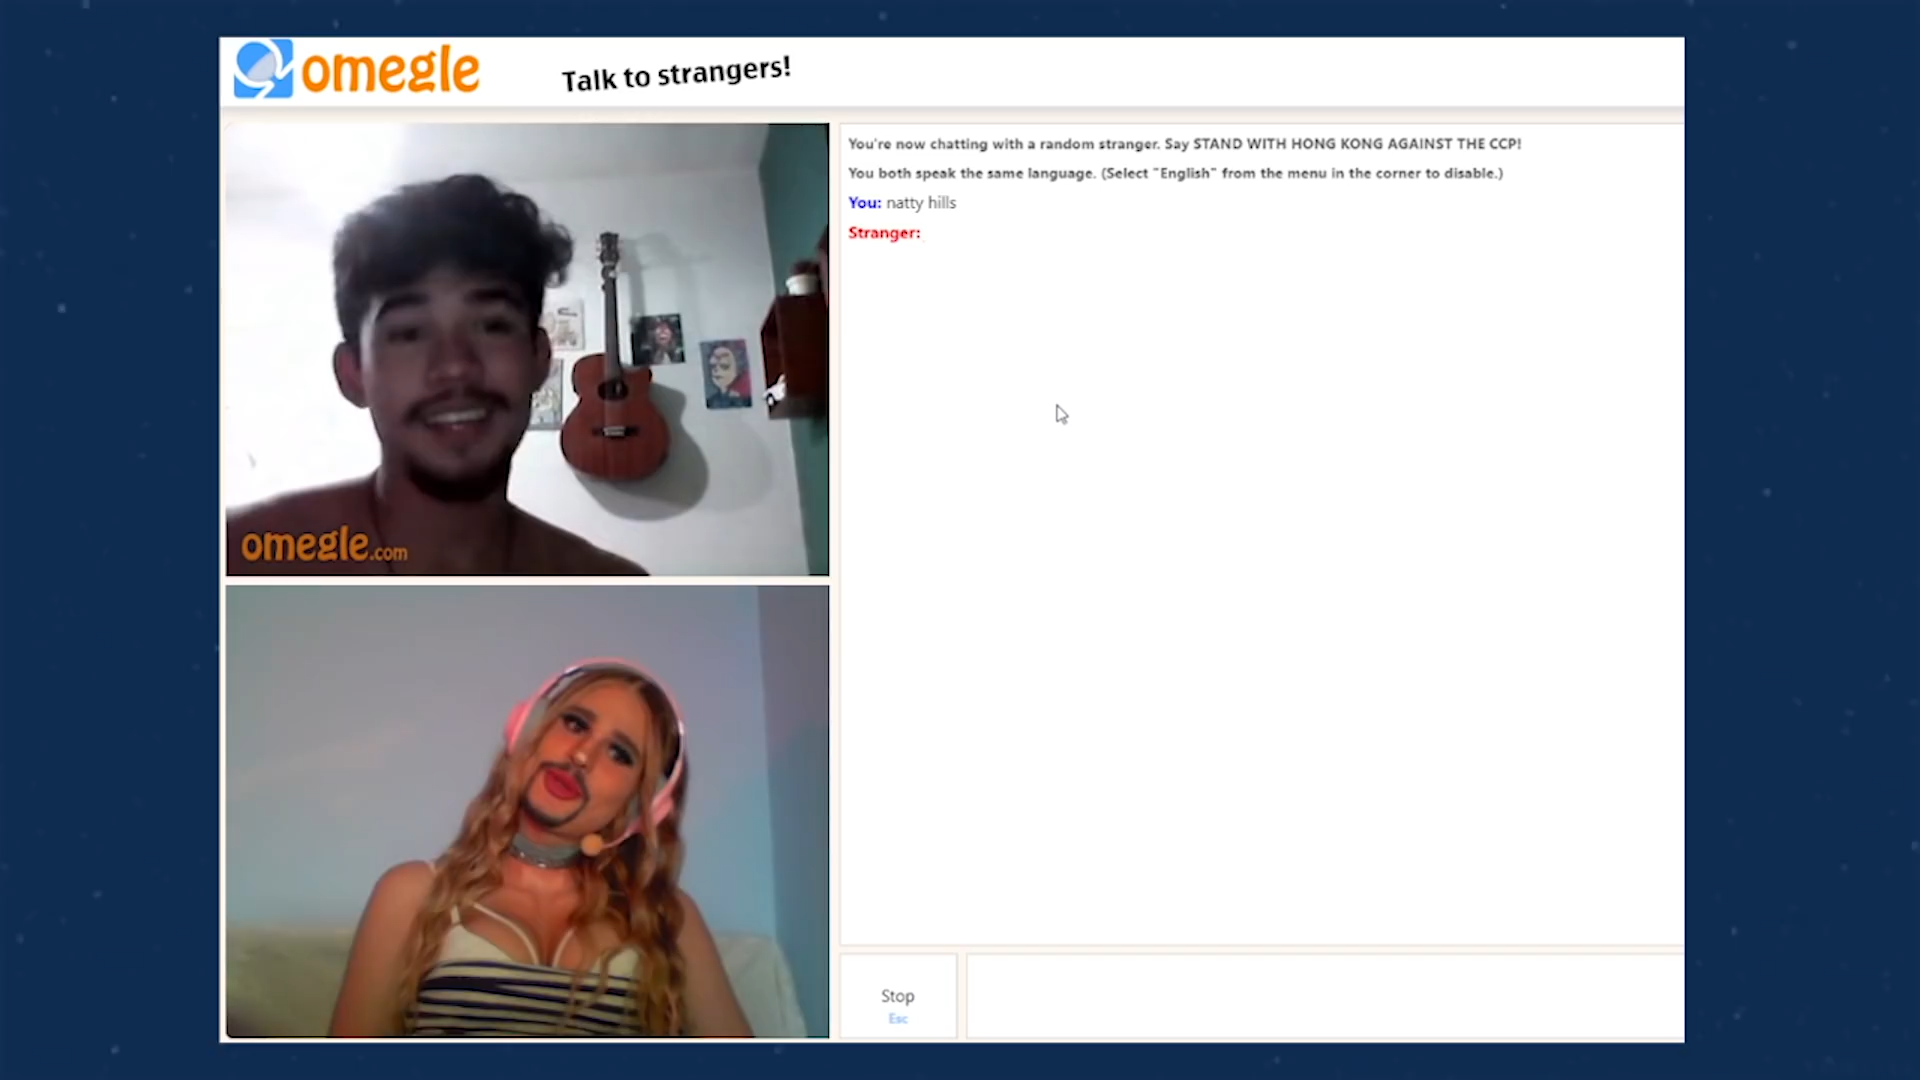 omegle
Talk to strangers!
You're now chatting with a random stranger. Say STAND WITH HONG KONG AGAINST THE CCP!
You both speak the same language. (Select "English" from the menu in the corner to disable.)
You: natty hills
Stranger:
omegle.com
Stop
Esc